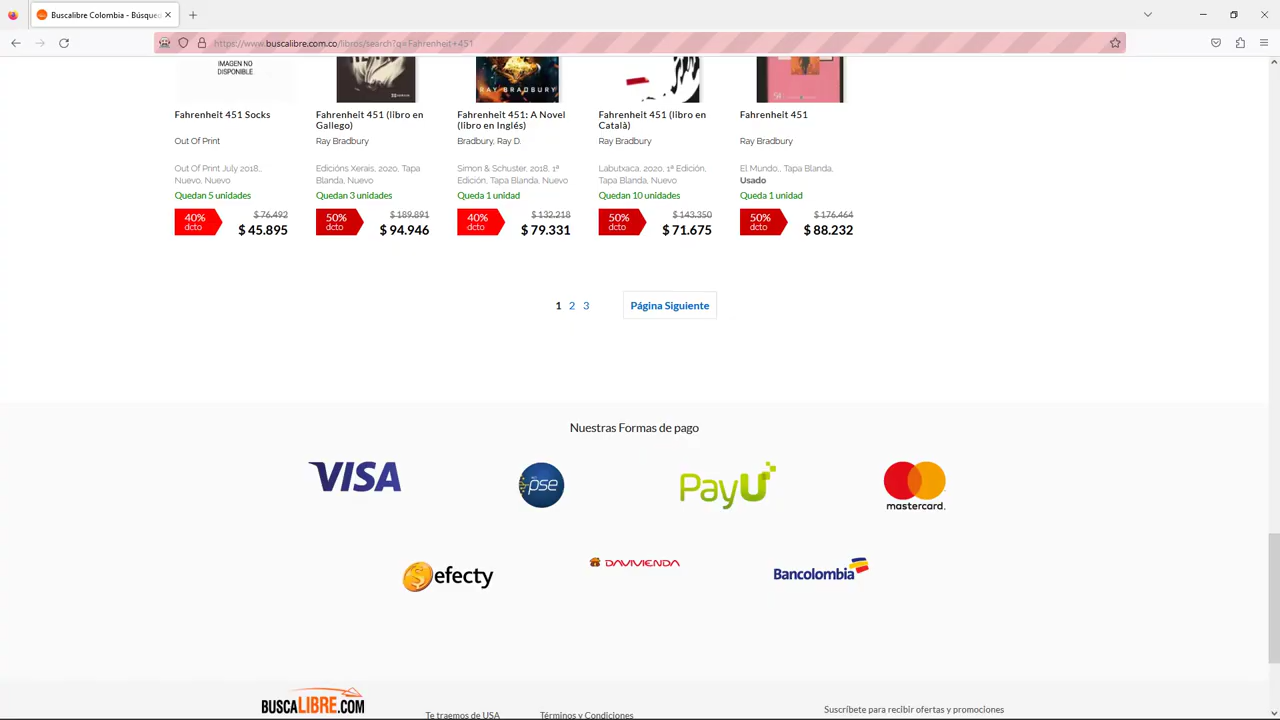 Buscalibre Colombia - Búsqued
https://www.buscalibre.com.co/libros/search?q=Fahrenheit+451
IMAGEN NO
DISPONIBLE
RAY BRADBURY
Fahrenheit 451 Socks
Out Of Print
Out Of Print July 2018.,
Nuevo, Nuevo
Quedan 5 unidades
40%
dcto
$ 76.492
$ 45.895
Fahrenheit 451 (libro en
Gallego)
Ray Bradbury
Edicións Xerais, 2020, Tapa
Blanda, Nuevo
Quedan 3 unidades
50%
dcto
$ 189.891
$ 94.946
Fahrenheit 451: A Novel
(libro en Inglés)
Bradbury, Ray D.
Simon & Schuster, 2018, 1ª
Edición, Tapa Blanda, Nuevo
Queda 1 unidad
40%
dcto
$ 132.218
$ 79.331
Fahrenheit 451 (libro en
Català)
Ray Bradbury
Labutxaca, 2020, 1ª Edición,
Tapa Blanda, Nuevo
Quedan 10 unidades
50%
dcto
$ 143.350
$ 71.675
Fahrenheit 451
Ray Bradbury
El Mundo,, Tapa Blanda,
Usado
Queda 1 unidad
50%
dcto
$ 176.464
$ 88.232
1 2 3 Página Siguiente
Nuestras Formas de pago
VISA
pse
PayU
mastercard.
efecty
DAVIVIENDA
Bancolombia
BUSCALIBRE.COM
Te traemos de USA
Términos y Condiciones
Suscríbete para recibir ofertas y promociones